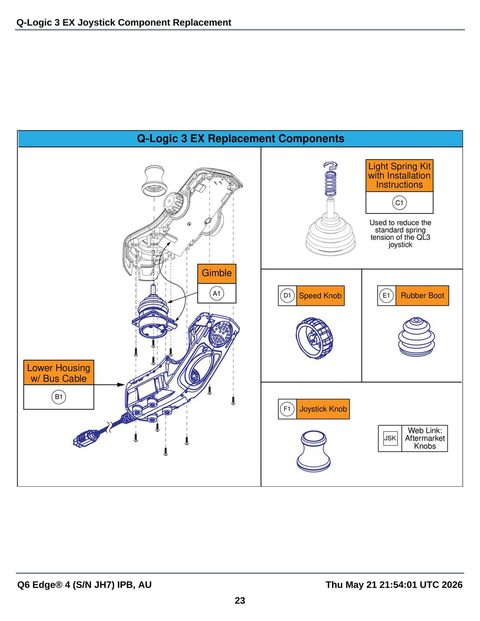 Q-Logic 3 EX Joystick Component Replacement
Q-Logic 3 EX Replacement Components
Light Spring Kit
with Installation
Instructions
C1
Used to reduce the
standard spring
tension of the QL3
joystick
Gimble
A1
D1 Speed Knob
E1 Rubber Boot
Lower Housing
w/ Bus Cable
B1
F1 Joystick Knob
JSK
Web Link:
Aftermarket
Knobs
Q6 Edge® 4 (S/N JH7) IPB, AU
Thu May 21 21:54:01 UTC 2026
23